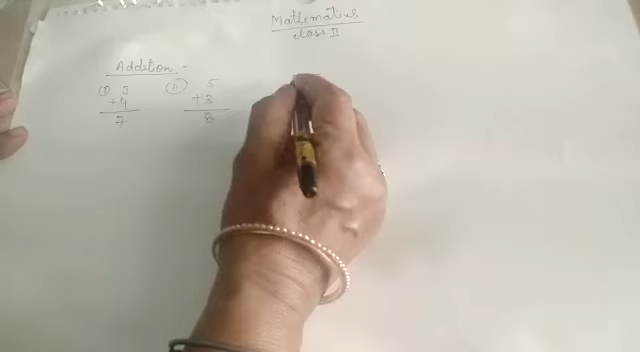 Mathematics
class II
Addition :-
(i) 3
+4
7
(ii) 5
+3
8